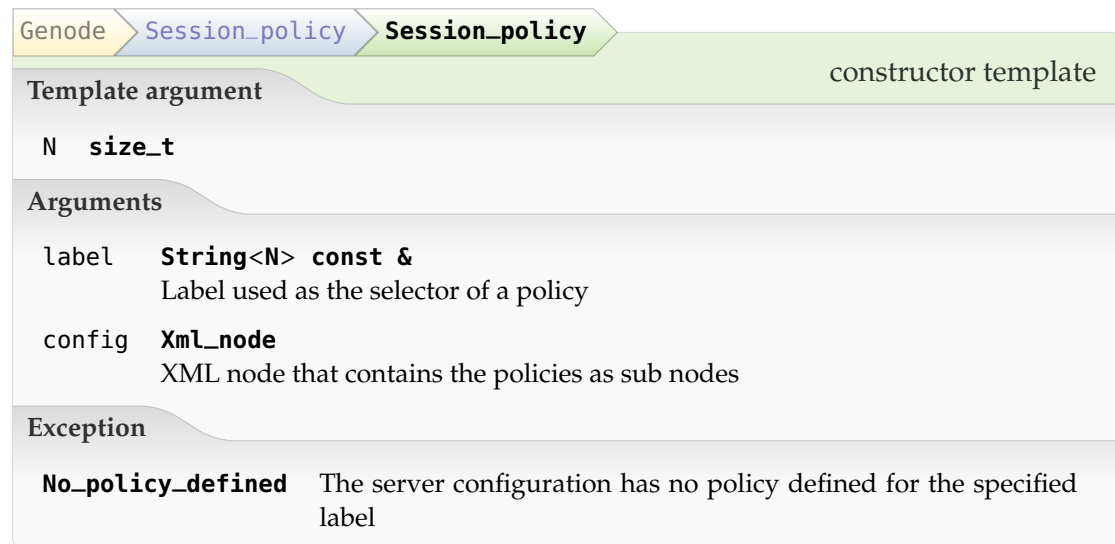 Genode Session_policy Session_policy
constructor template
Template argument
N size_t
Arguments
label String<N> const &
Label used as the selector of a policy
config Xml_node
XML node that contains the policies as sub nodes
Exception
No_policy_defined The server configuration has no policy defined for the specified
label